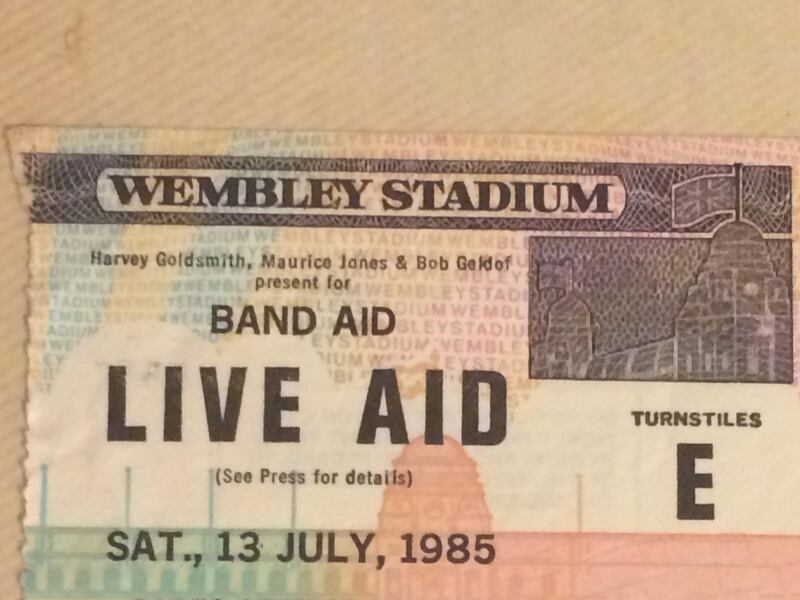 WEMBLEY STADIUM
Harvey Goldsmith, Maurice Jones & Bob Geldof
present for
BAND AID
LIVE AID
(See Press for details)
SAT., 13 JULY, 1985
TURNSTILES
E